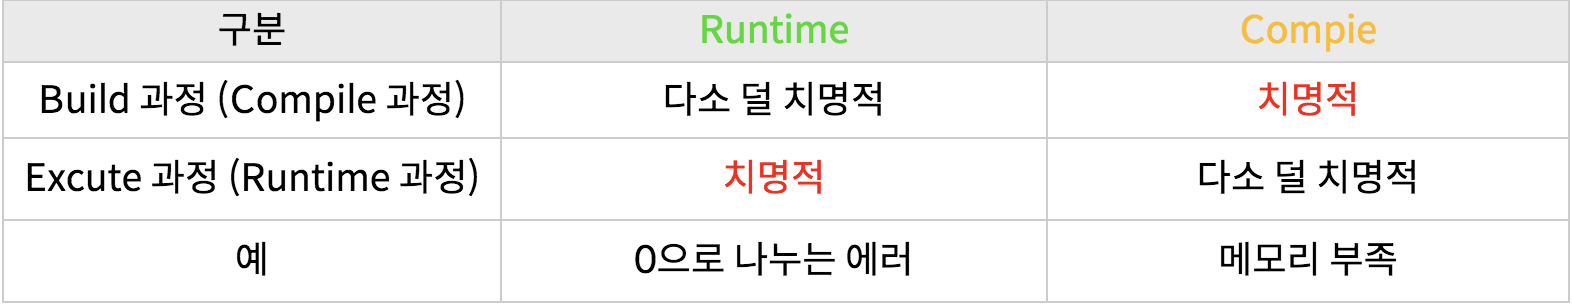 구분 Runtime Compie
Build 과정 (Compile 과정) 다소 덜 치명적 치명적
Excute 과정 (Runtime 과정) 치명적 다소 덜 치명적
예 0으로 나누는 에러 메모리 부족